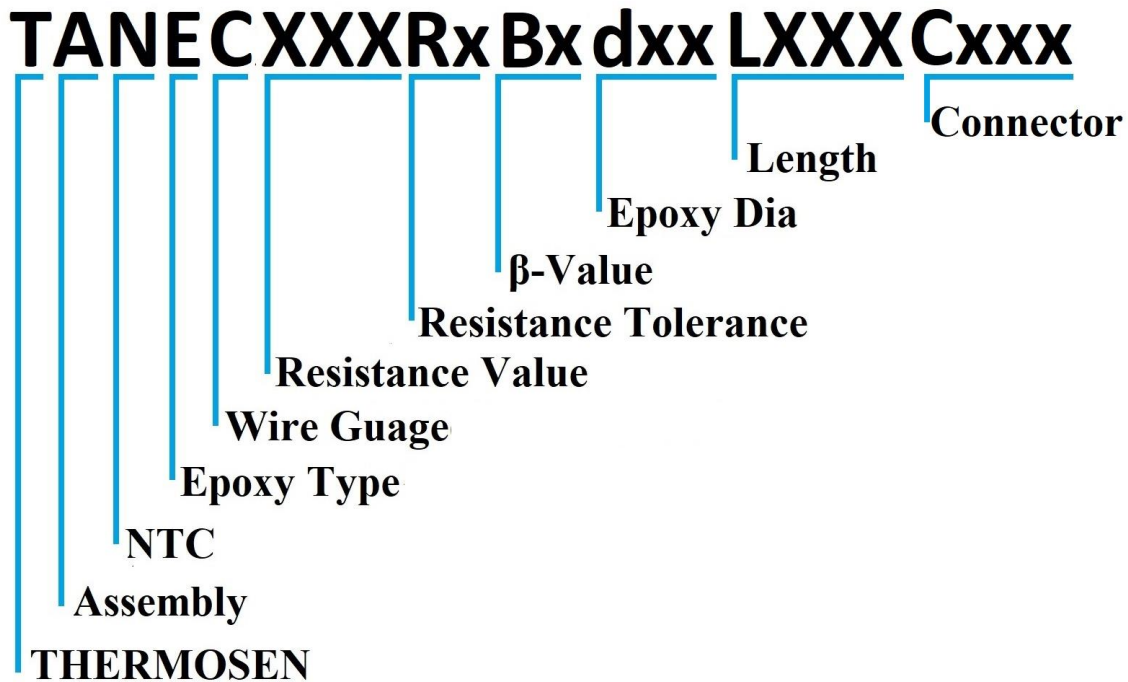 TANECXXXRxBxdxxLXXXCxxx
Connector
Length
Epoxy Dia
β-Value
Resistance Tolerance
Resistance Value
Wire Guage
Epoxy Type
NTC
Assembly
THERMOSEN